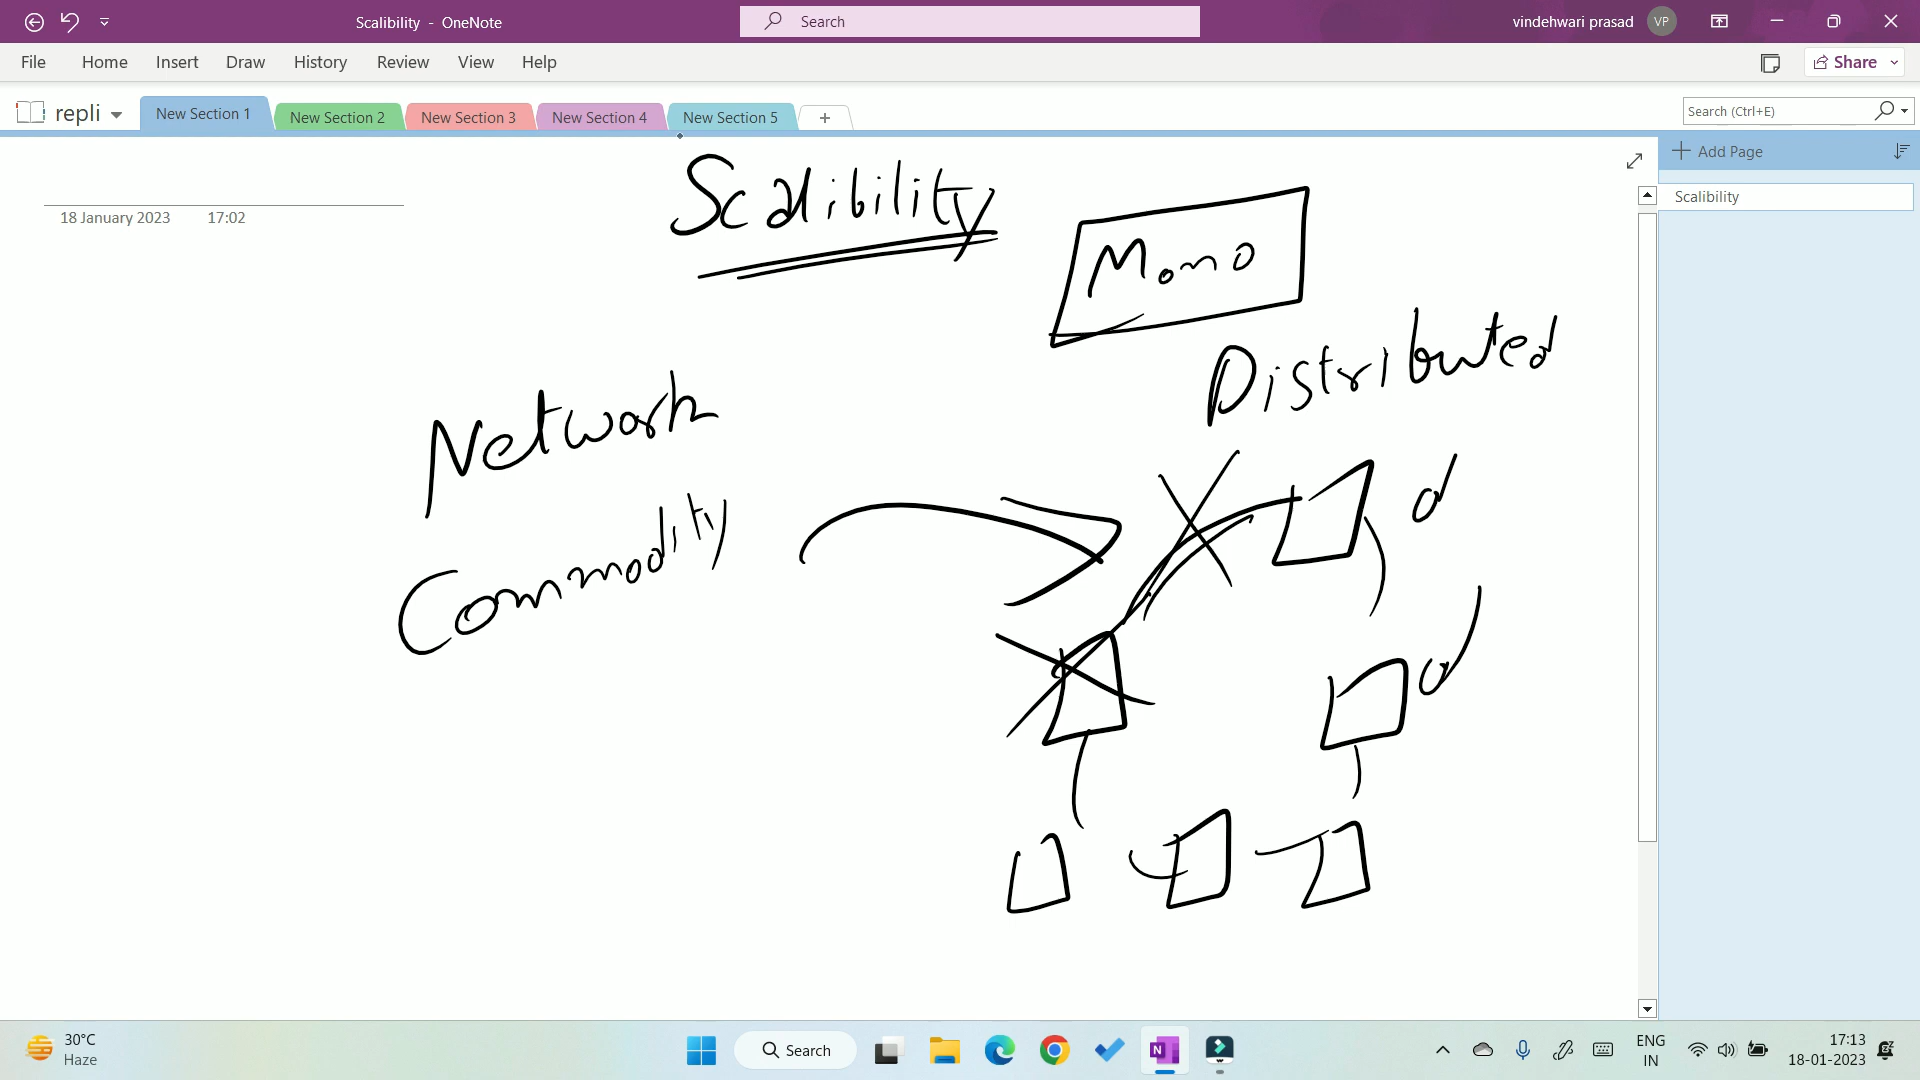 Scalibility - OneNote
Search
vindehwari prasad
VP
File
Home
Insert
Draw
History
Review
View
Help
Share
repli
New Section 1
New Section 2
New Section 3
New Section 4
New Section 5
+
Search (Ctrl+E)
Add Page
Scalibility
18 January 2023 17:02
Scalibility
Mono
Distributed
Network
Commodity
d
d
30°C
Haze
Search
ENG
IN
17:13
18-01-2023